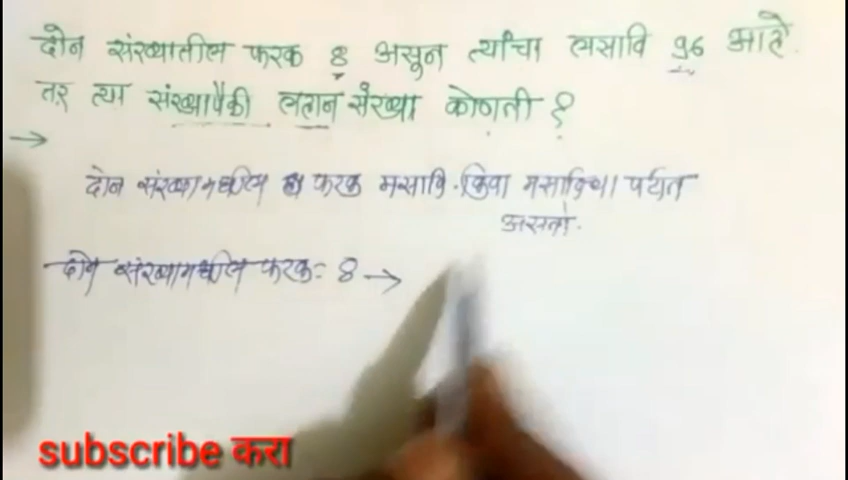 दोन संख्यातील फरक 8 असून त्यांचा लसावि 96 आहे.
तर त्या संख्यापैकी लहान संख्या कोणती ?
→
दोन संख्यामधील फरक मसावि किंवा मसाविच्या पटीत
असतो.
दोन संख्यामधील फरक = 8 →
subscribe करा